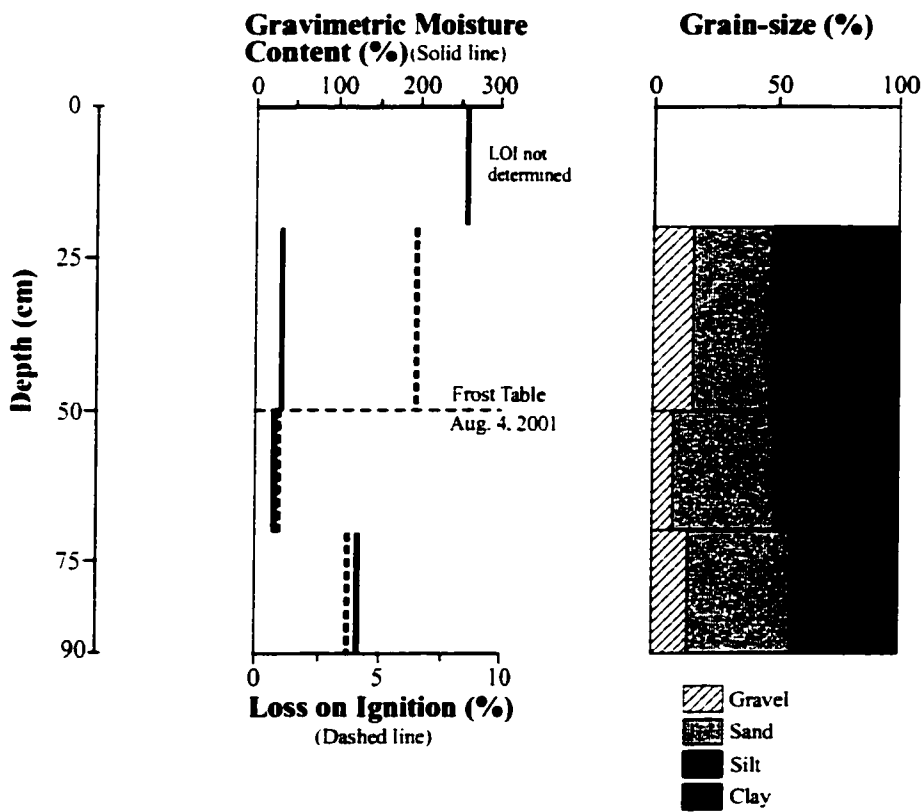 Gravimetric Moisture
Content (%)(Solid line)
0 100 200 300
LOI not
determined
Frost Table
Aug. 4, 2001
Depth (cm)
0
25
50
75
90
0 5 10
Loss on Ignition (%)
(Dashed line)
Grain-size (%)
0 50 100
Gravel
Sand
Silt
Clay